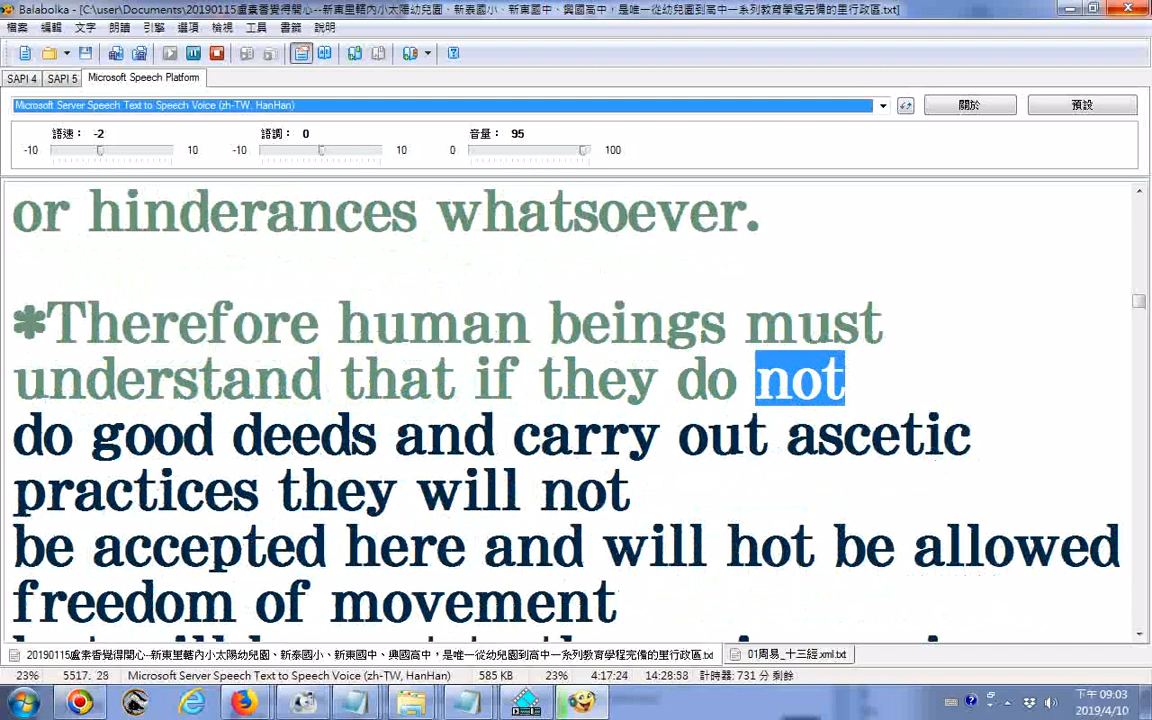 Balabolka - [C:\user\Documents\20190115盧素香覺得開心--新東里轄內小太陽幼兒園、新泰國小、新東國中、興國高中，是唯一從幼兒園到高中一系列教育學程完備的里行政區.txt]
檔案 編輯 文字 朗讀 引擎 選項 檢視 工具 書籤 說明
SAPI 4 SAPI 5 Microsoft Speech Platform
Microsoft Server Speech Text to Speech Voice (zh-TW, HanHan)
關於 預設
語速： -2 語調： 0 音量： 95
-10 10 -10 10 0 100
or hinderances whatsoever.
*Therefore human beings must
understand that if they do not
do good deeds and carry out ascetic
practices they will not
be accepted here and will hot be allowed
freedom of movement
20190115盧素香覺得開心--新東里轄內小太陽幼兒園、新泰國小、新東國中、興國高中，是唯一從幼兒園到高中一系列教育學程完備的里行政區.txt 01周易_十三經.xml.txt
23% 5517. 28 Microsoft Server Speech Text to Speech Voice (zh-TW, HanHan) 585 KB 23% 4:17:24 14:28:58 計時器: 731 分 剩餘
下午 09:03
2019/4/10